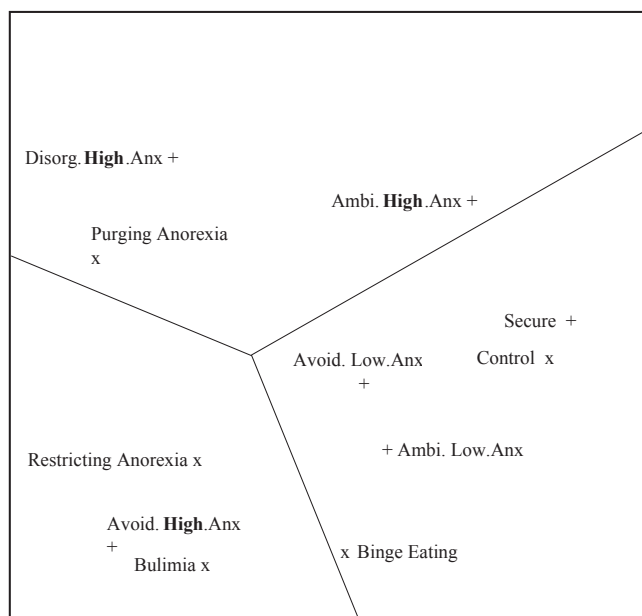 Disorg. High.Anx +
Ambi. High.Anx +
Purging Anorexia
x
Secure +
Control x
Avoid. Low.Anx
+
+ Ambi. Low.Anx
Restricting Anorexia x
Avoid. High.Anx
+
Bulimia x
x Binge Eating